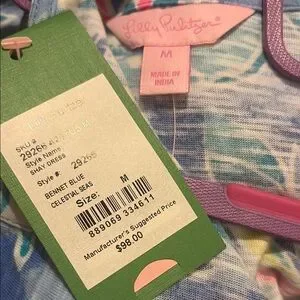 Lilly Pulitzer
M
MADE IN
INDIA
SKU #
Style Name
SHAY DRESS
Style #: 29266
BENNET BLUE
CELESTIAL SEAS
Size: M
889069 334611
Manufacturer's Suggested Price
$98.00